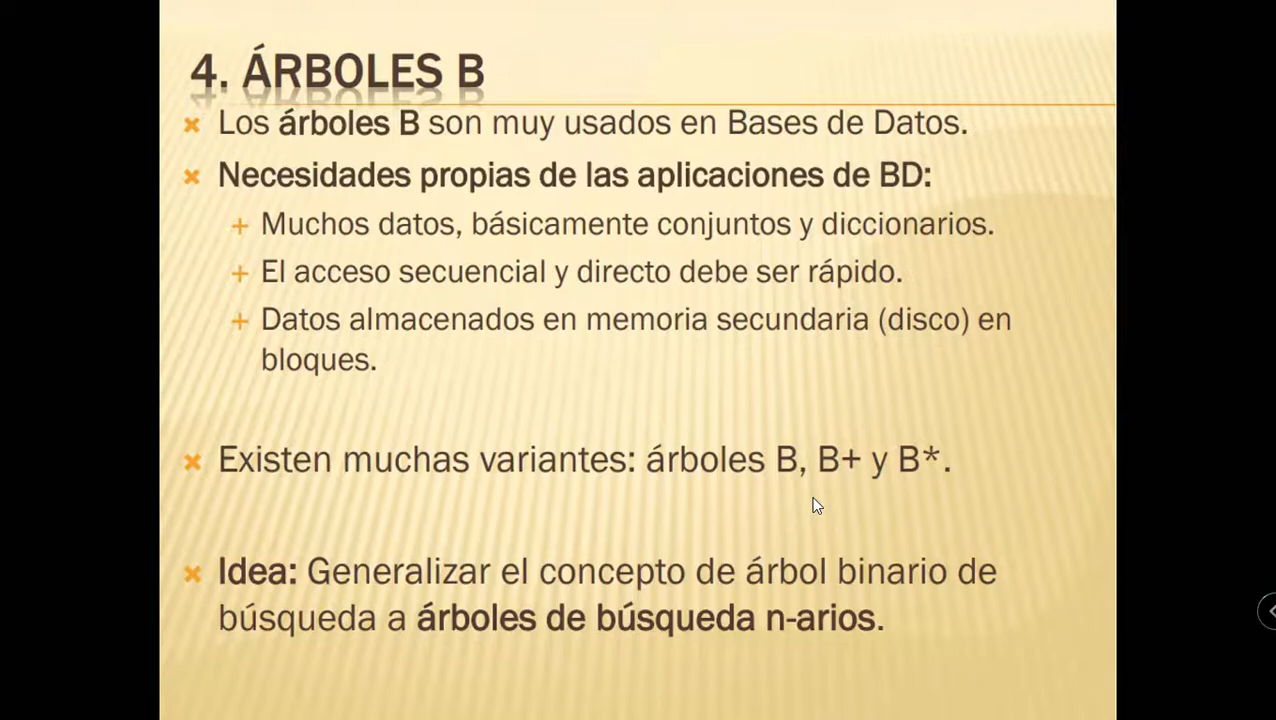 4. ÁRBOLES B
Los árboles B son muy usados en Bases de Datos.
Necesidades propias de las aplicaciones de BD:
Muchos datos, básicamente conjuntos y diccionarios.
El acceso secuencial y directo debe ser rápido.
Datos almacenados en memoria secundaria (disco) en
bloques.
Existen muchas variantes: árboles B, B+ y B*.
Idea: Generalizar el concepto de árbol binario de
búsqueda a árboles de búsqueda n-arios.